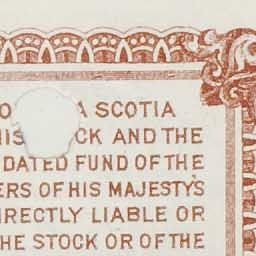 O A SCOTIA
HIS CK AND THE
DATED FUND OF THE
ERS OF HIS MAJESTY'S
IRECTLY LIABLE OR
HE STOCK OR OF THE